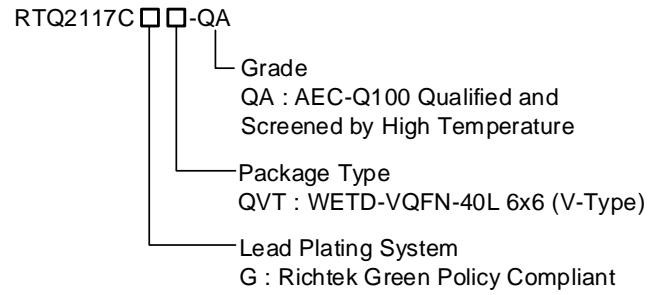 RTQ2117C□ □-QA
Grade
QA : AEC-Q100 Qualified and
Screened by High Temperature
Package Type
QVT : WETD-VQFN-40L 6x6 (V-Type)
Lead Plating System
G : Richtek Green Policy Compliant